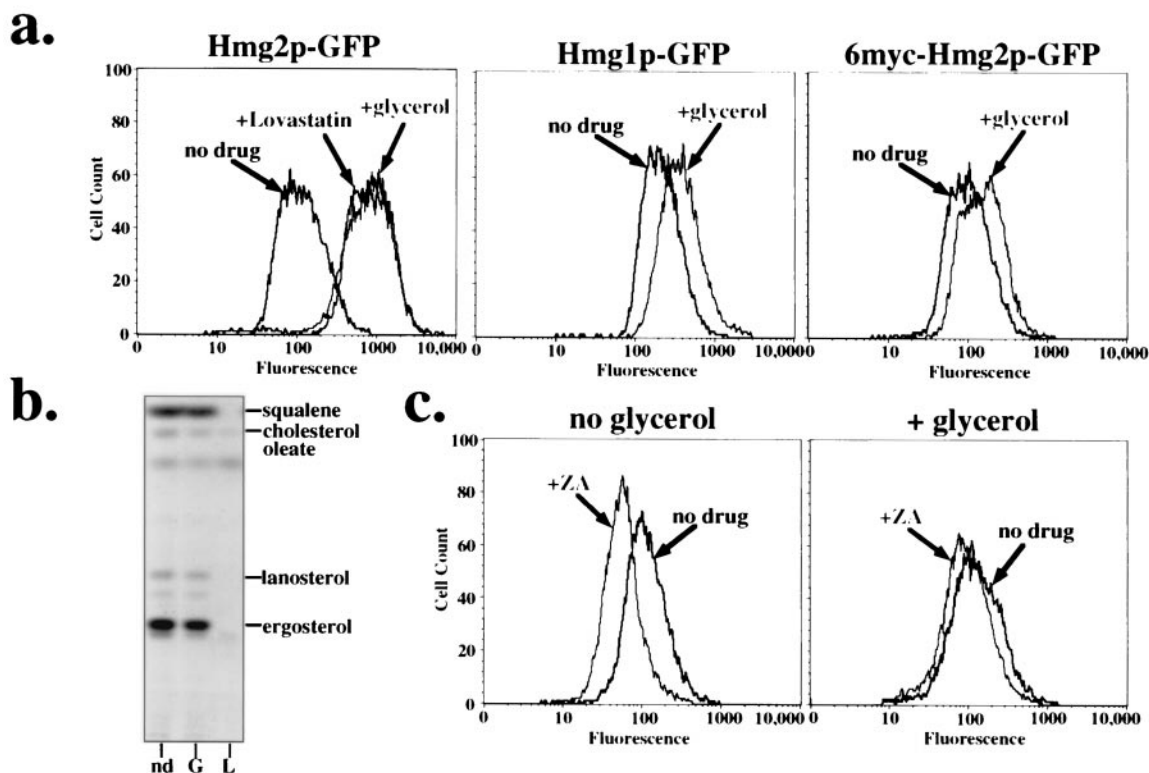 a.
Hmg2p-GFP
100
80
60
40
20
0
Cell Count
no drug
+Lovastatin
+glycerol
0 10 100 1000 10,000
Fluorescence
Hmg1p-GFP
no drug
+glycerol
0 10 100 1000 10,000
Fluorescence
6myc-Hmg2p-GFP
no drug
+glycerol
0 10 100 1000 10,000
Fluorescence
b.
squalene
cholesterol
oleate
lanosterol
ergosterol
nd G L
c.
no glycerol
100
80
60
40
20
0
Cell Count
+ZA
no drug
0 10 100 1000 10,000
Fluorescence
+ glycerol
+ZA
no drug
0 10 100 1000 10,000
Fluorescence